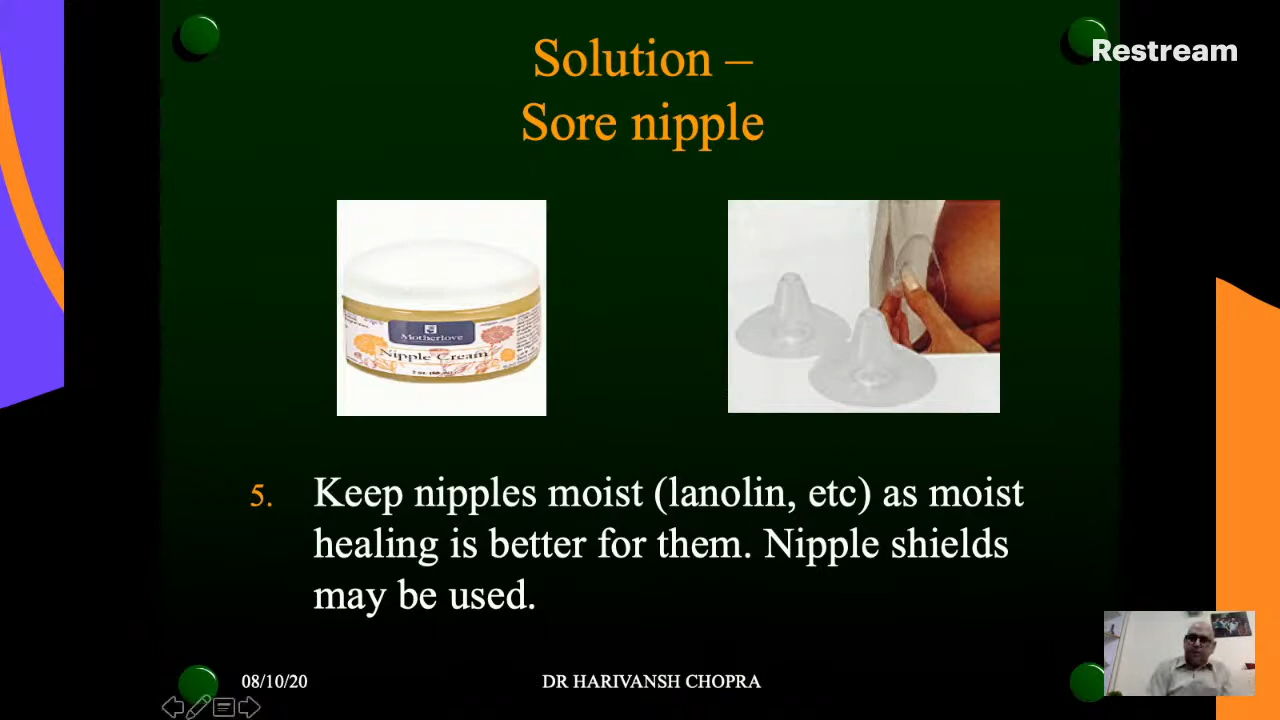 Restream
Solution –
Sore nipple
Motherlove
Nipple Cream
5. Keep nipples moist (lanolin, etc) as moist
healing is better for them. Nipple shields
may be used.
08/10/20
DR HARIVANSH CHOPRA